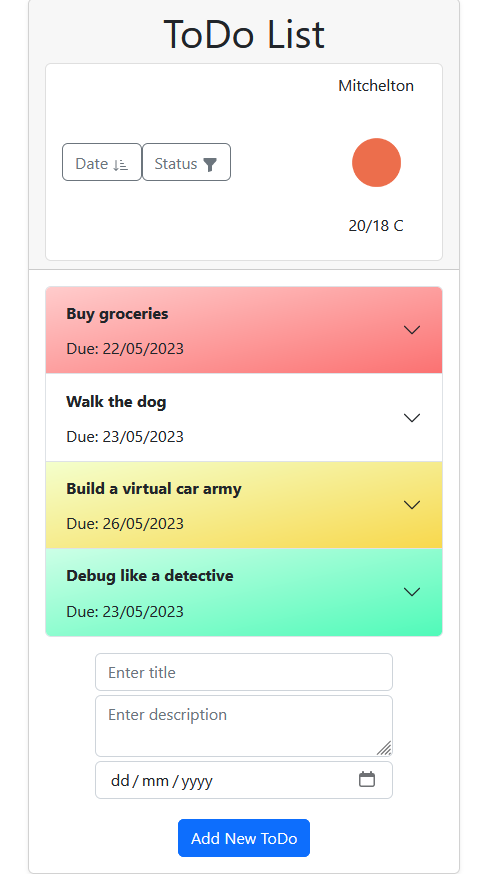 ToDo List
Mitchelton
Date
Status
20/18 C
Buy groceries
Due: 22/05/2023
Walk the dog
Due: 23/05/2023
Build a virtual car army
Due: 26/05/2023
Debug like a detective
Due: 23/05/2023
Enter title
Enter description
dd/mm/yyyy
Add New ToDo